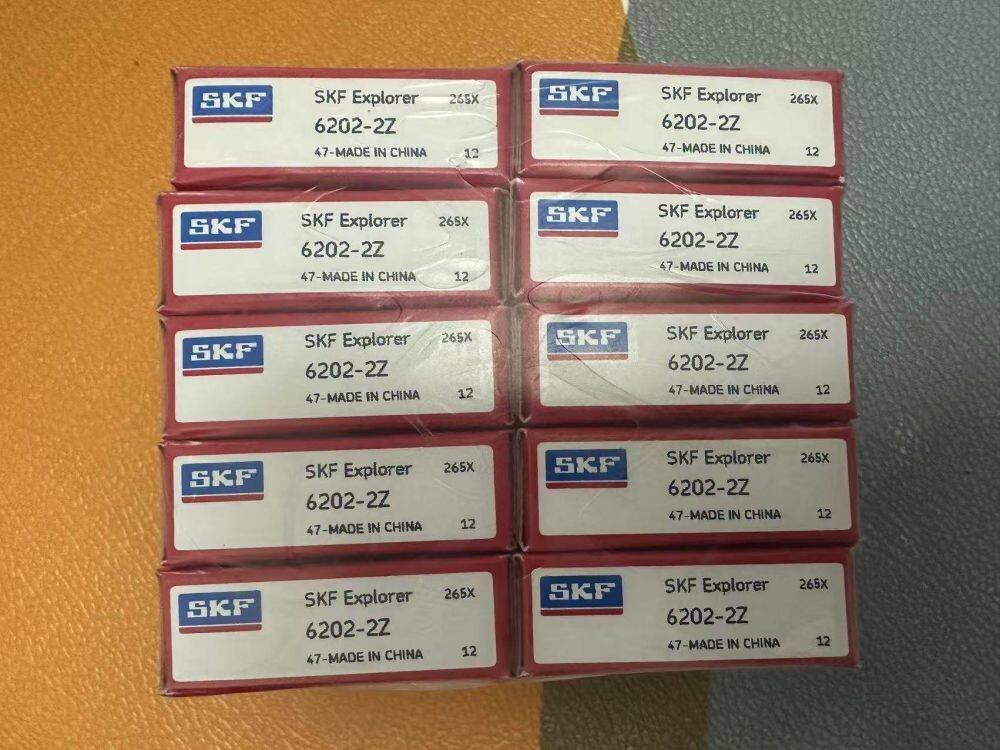 SKF SKF Explorer 265X
6202-2Z
47-MADE IN CHINA 12
SKF SKF Explorer 265X
6202-2Z
47-MADE IN CHINA 12
SKF SKF Explorer 265X
6202-2Z
47-MADE IN CHINA 12
SKF SKF Explorer 265X
6202-2Z
47-MADE IN CHINA 12
SKF SKF Explorer 265X
6202-2Z
47-MADE IN CHINA 12
SKF SKF Explorer 265X
6202-2Z
47-MADE IN CHINA 12
SKF SKF Explorer 265X
6202-2Z
47-MADE IN CHINA 12
SKF SKF Explorer 265X
6202-2Z
47-MADE IN CHINA 12
SKF SKF Explorer 265X
6202-2Z
47-MADE IN CHINA 12
SKF SKF Explorer 265X
6202-2Z
47-MADE IN CHINA 12